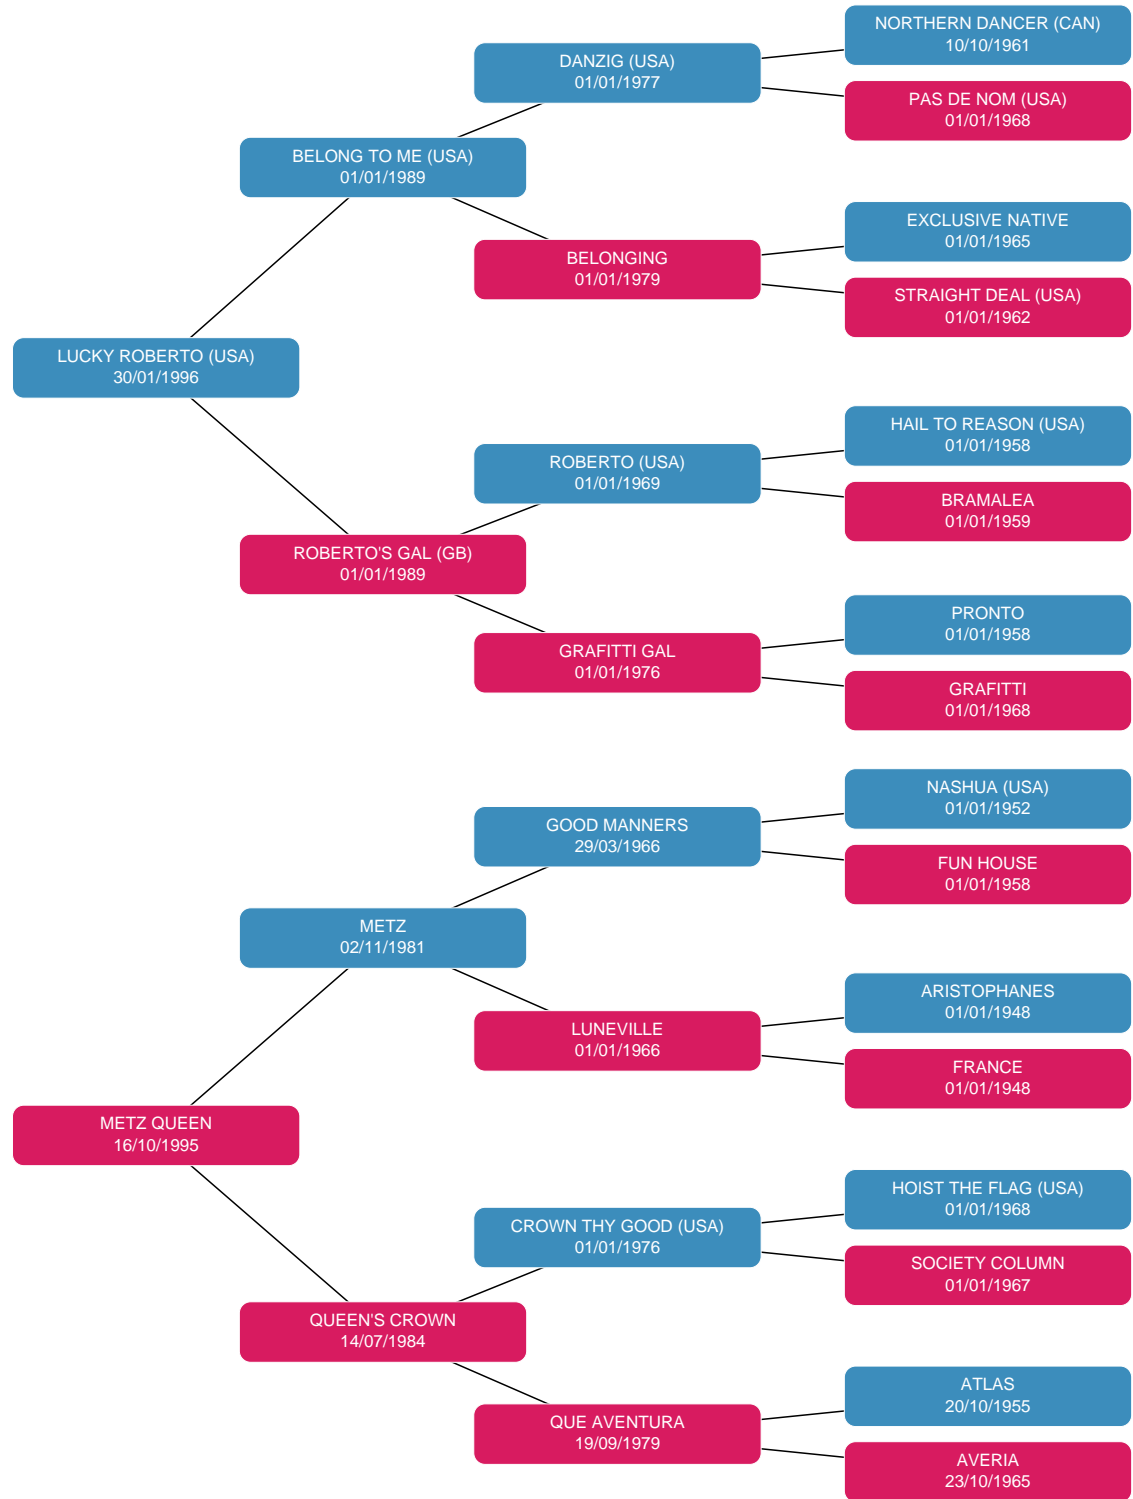 NORTHERN DANCER (CAN)
10/10/1961
DANZIG (USA)
01/01/1977
PAS DE NOM (USA)
01/01/1968
BELONG TO ME (USA)
01/01/1989
EXCLUSIVE NATIVE
01/01/1965
BELONGING
01/01/1979
STRAIGHT DEAL (USA)
01/01/1962
LUCKY ROBERTO (USA)
30/01/1996
HAIL TO REASON (USA)
01/01/1958
ROBERTO (USA)
01/01/1969
BRAMALEA
01/01/1959
ROBERTO'S GAL (GB)
01/01/1989
PRONTO
01/01/1958
GRAFITTI GAL
01/01/1976
GRAFITTI
01/01/1968
NASHUA (USA)
01/01/1952
GOOD MANNERS
29/03/1966
FUN HOUSE
01/01/1958
METZ
02/11/1981
ARISTOPHANES
01/01/1948
LUNEVILLE
01/01/1966
FRANCE
01/01/1948
METZ QUEEN
16/10/1995
HOIST THE FLAG (USA)
01/01/1968
CROWN THY GOOD (USA)
01/01/1976
SOCIETY COLUMN
01/01/1967
QUEEN'S CROWN
14/07/1984
ATLAS
20/10/1955
QUE AVENTURA
19/09/1979
AVERIA
23/10/1965